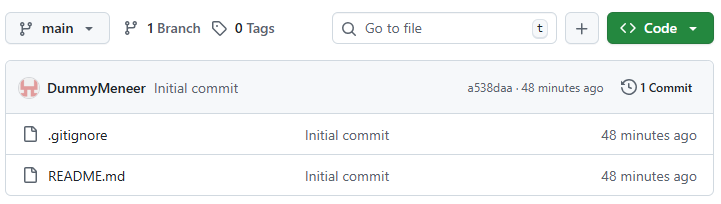 main 1 Branch 0 Tags Go to file t Code
DummyMeneer Initial commit a538daa · 48 minutes ago 1 Commit
.gitignore Initial commit 48 minutes ago
README.md Initial commit 48 minutes ago